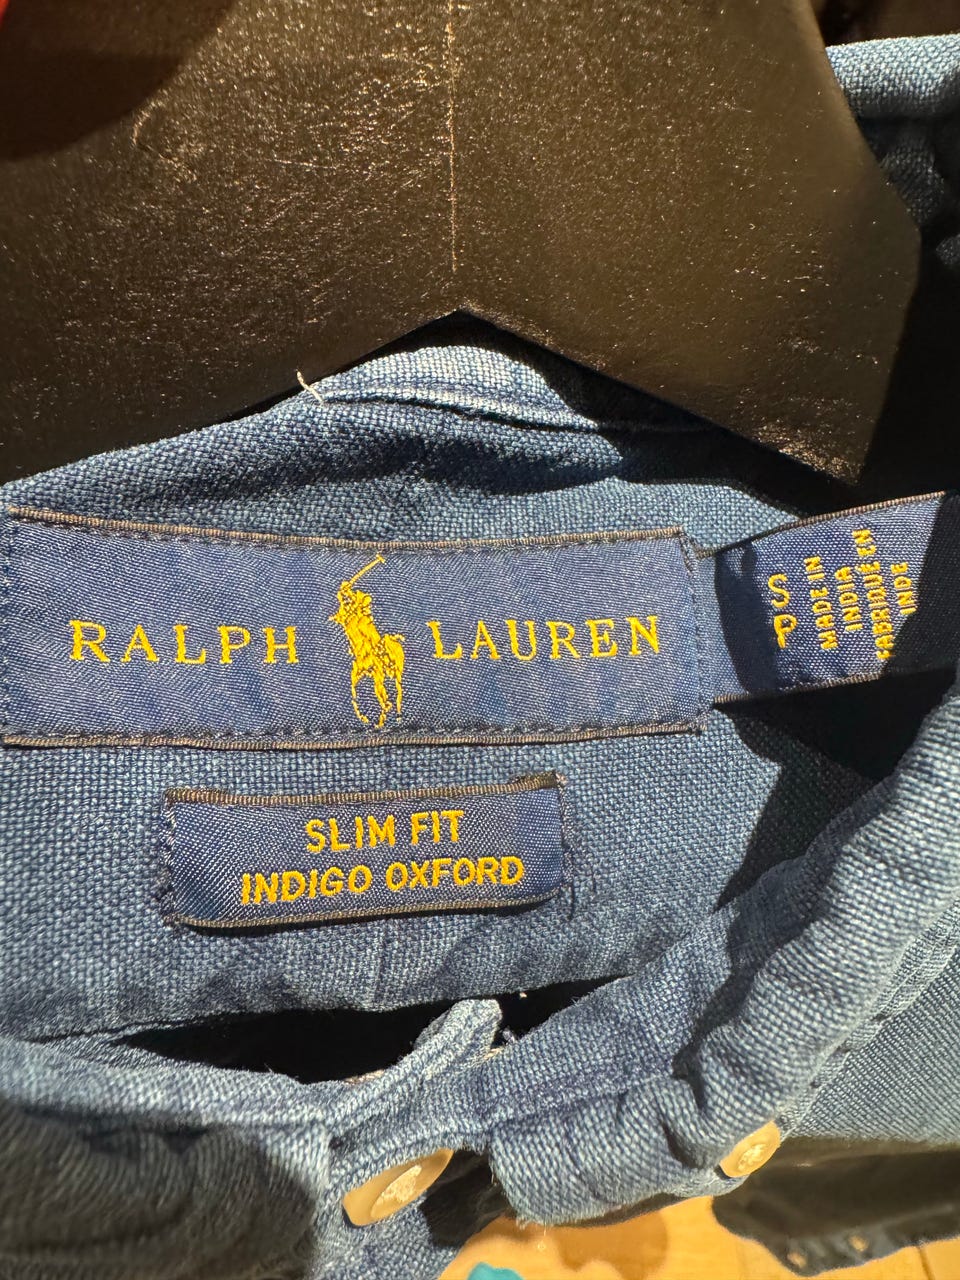 RALPH LAUREN
S
P
MADE IN
INDIA
FABRIQUÉ EN
INDE
SLIM FIT
INDIGO OXFORD